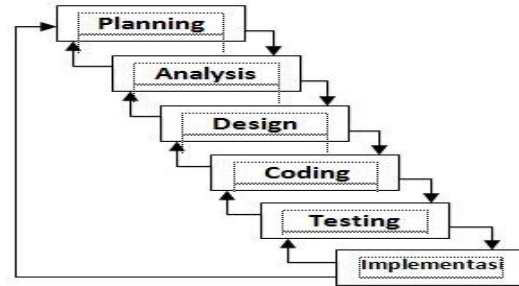 Planning
Analysis
Design
Coding
Testing
Implementasi